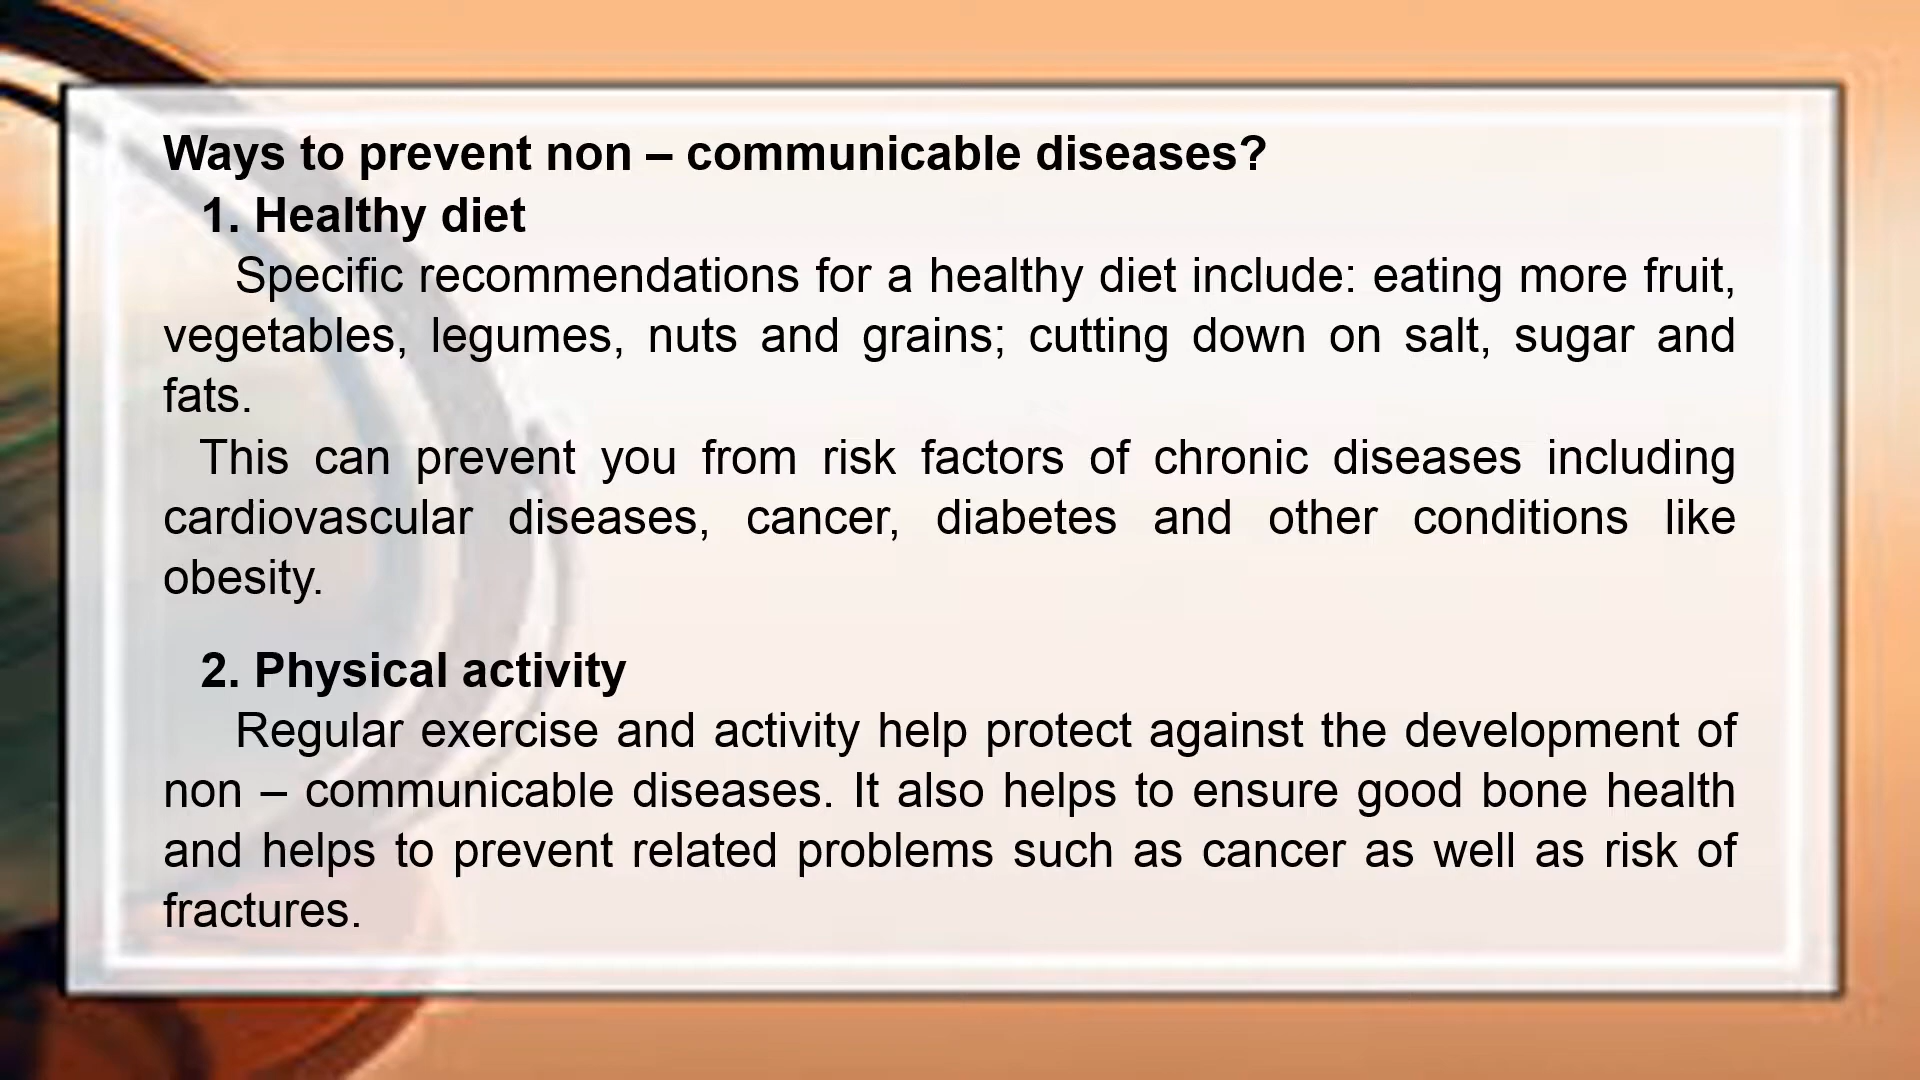 Ways to prevent non – communicable diseases?
1. Healthy diet
Specific recommendations for a healthy diet include: eating more fruit,
vegetables, legumes, nuts and grains; cutting down on salt, sugar and
fats.
This can prevent you from risk factors of chronic diseases including
cardiovascular diseases, cancer, diabetes and other conditions like
obesity.
2. Physical activity
Regular exercise and activity help protect against the development of
non – communicable diseases. It also helps to ensure good bone health
and helps to prevent related problems such as cancer as well as risk of
fractures.